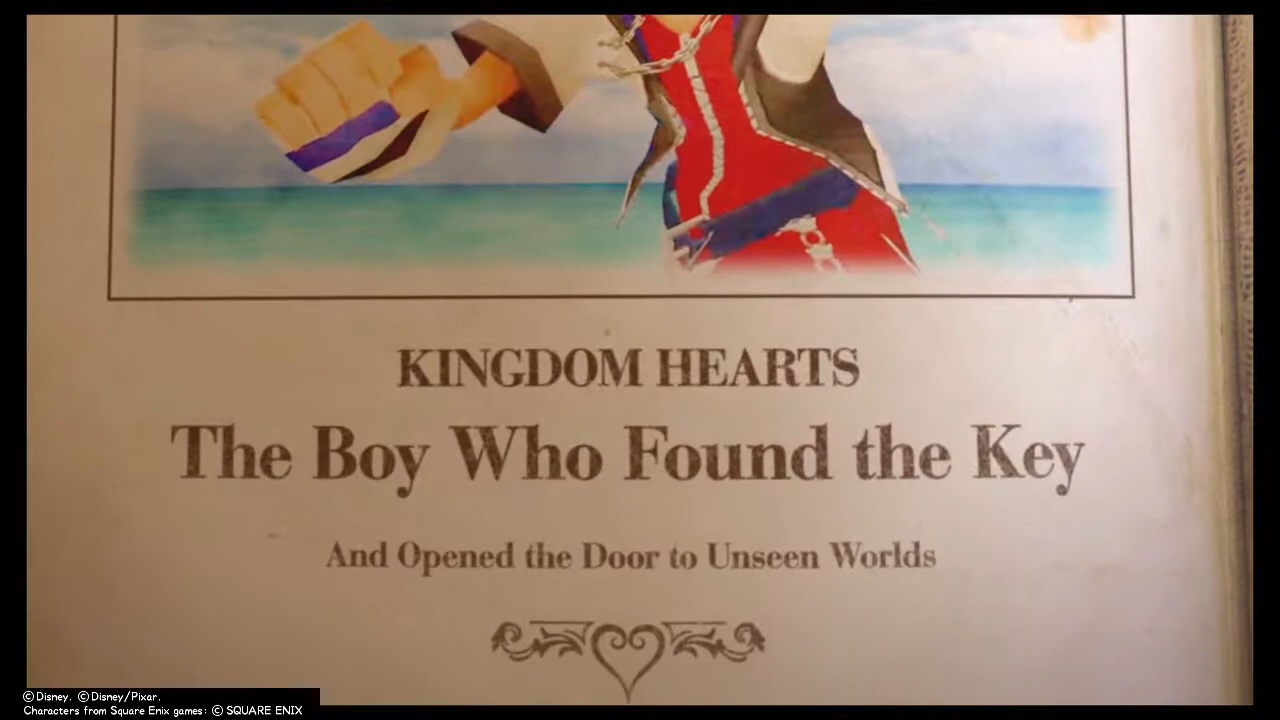 KINGDOM HEARTS
The Boy Who Found the Key
And Opened the Door to Unseen Worlds
©Disney. ©Disney/Pixar.
Characters from Square Enix games: © SQUARE ENIX